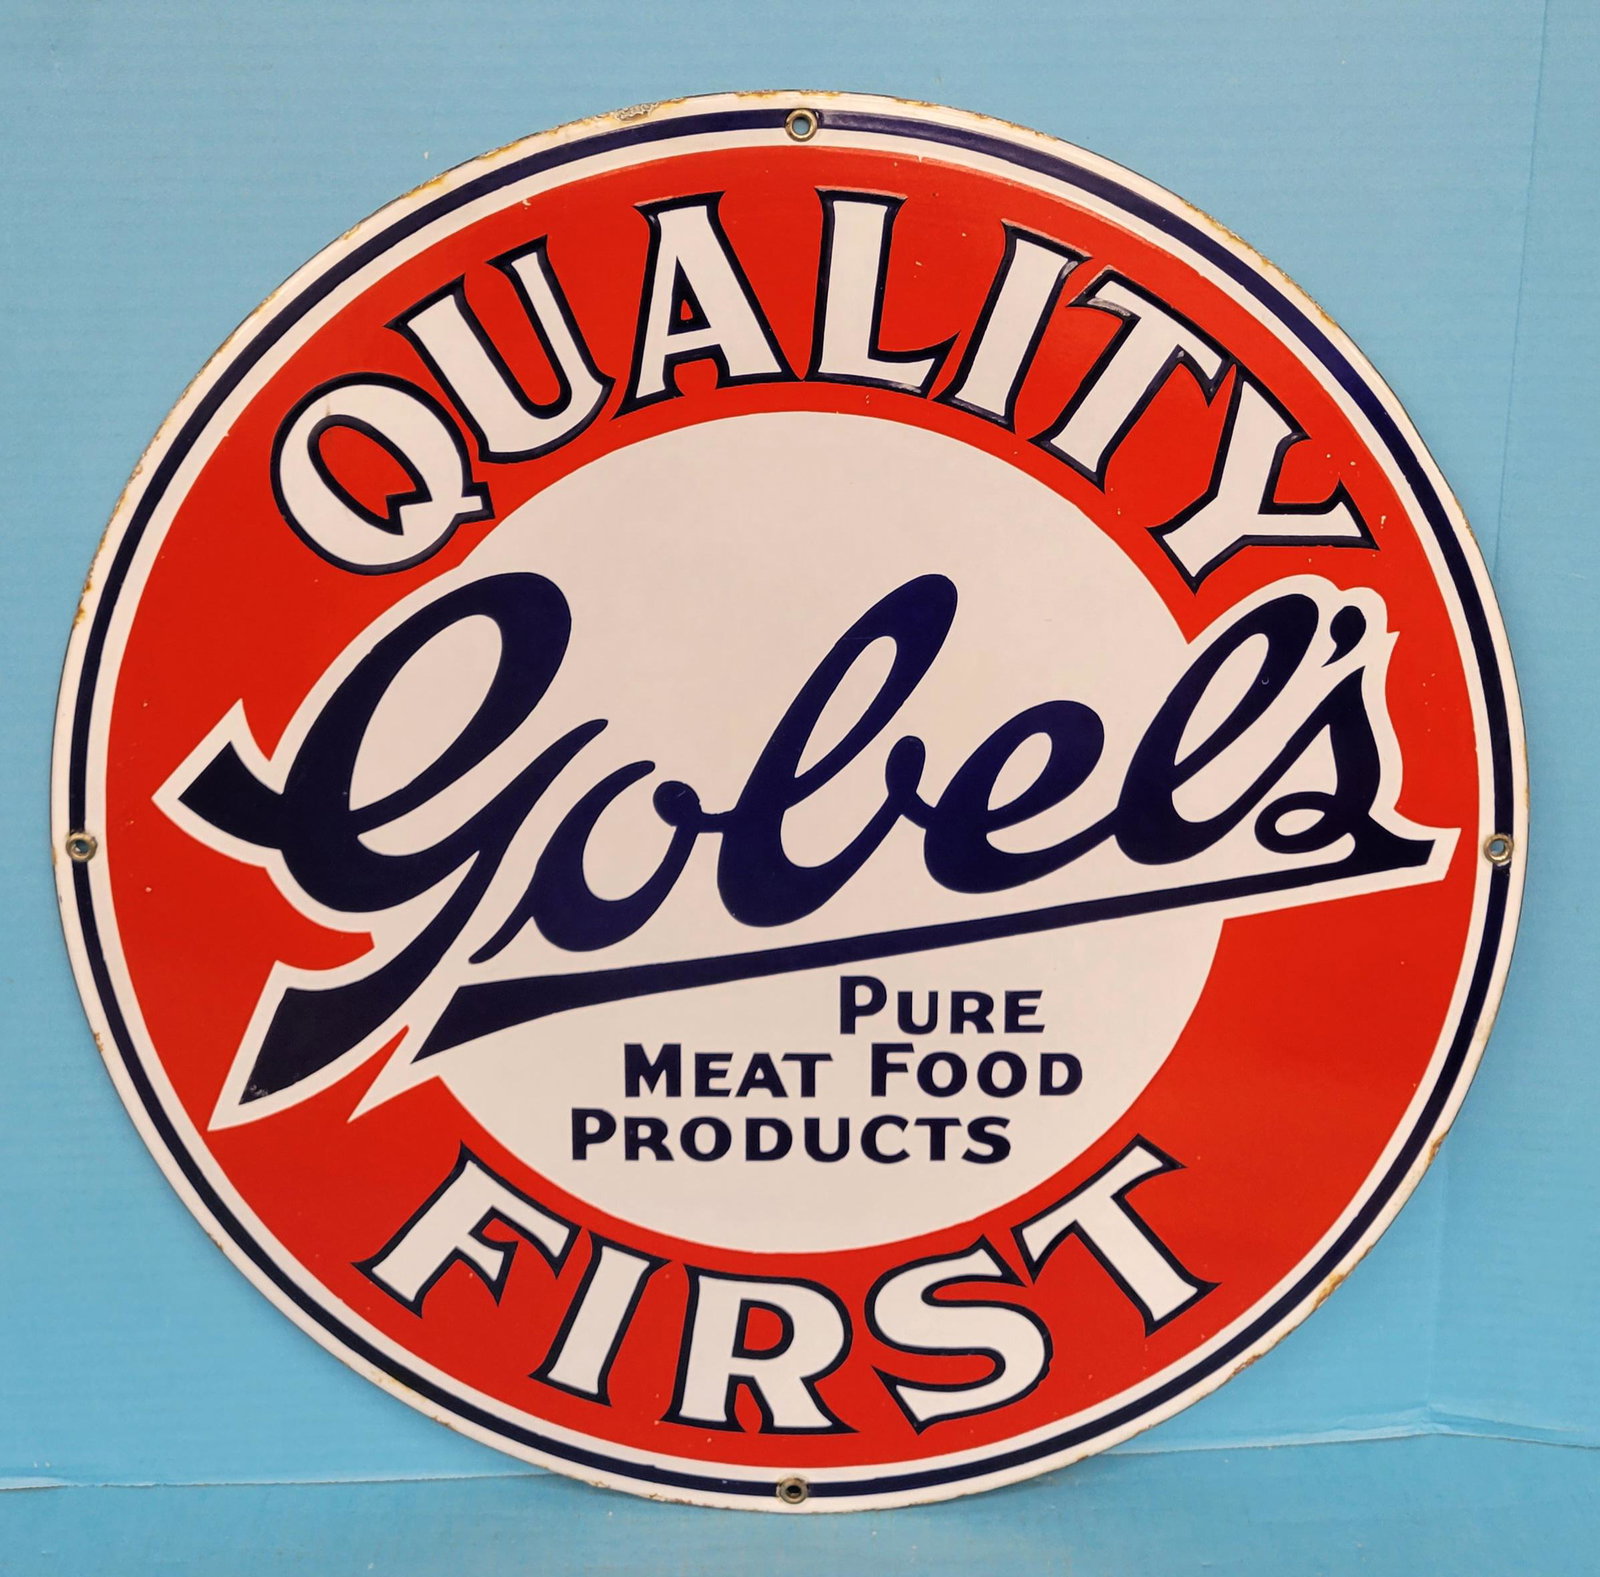 QUALITY
Gobel's
PURE
MEAT FOOD
PRODUCTS
FIRST